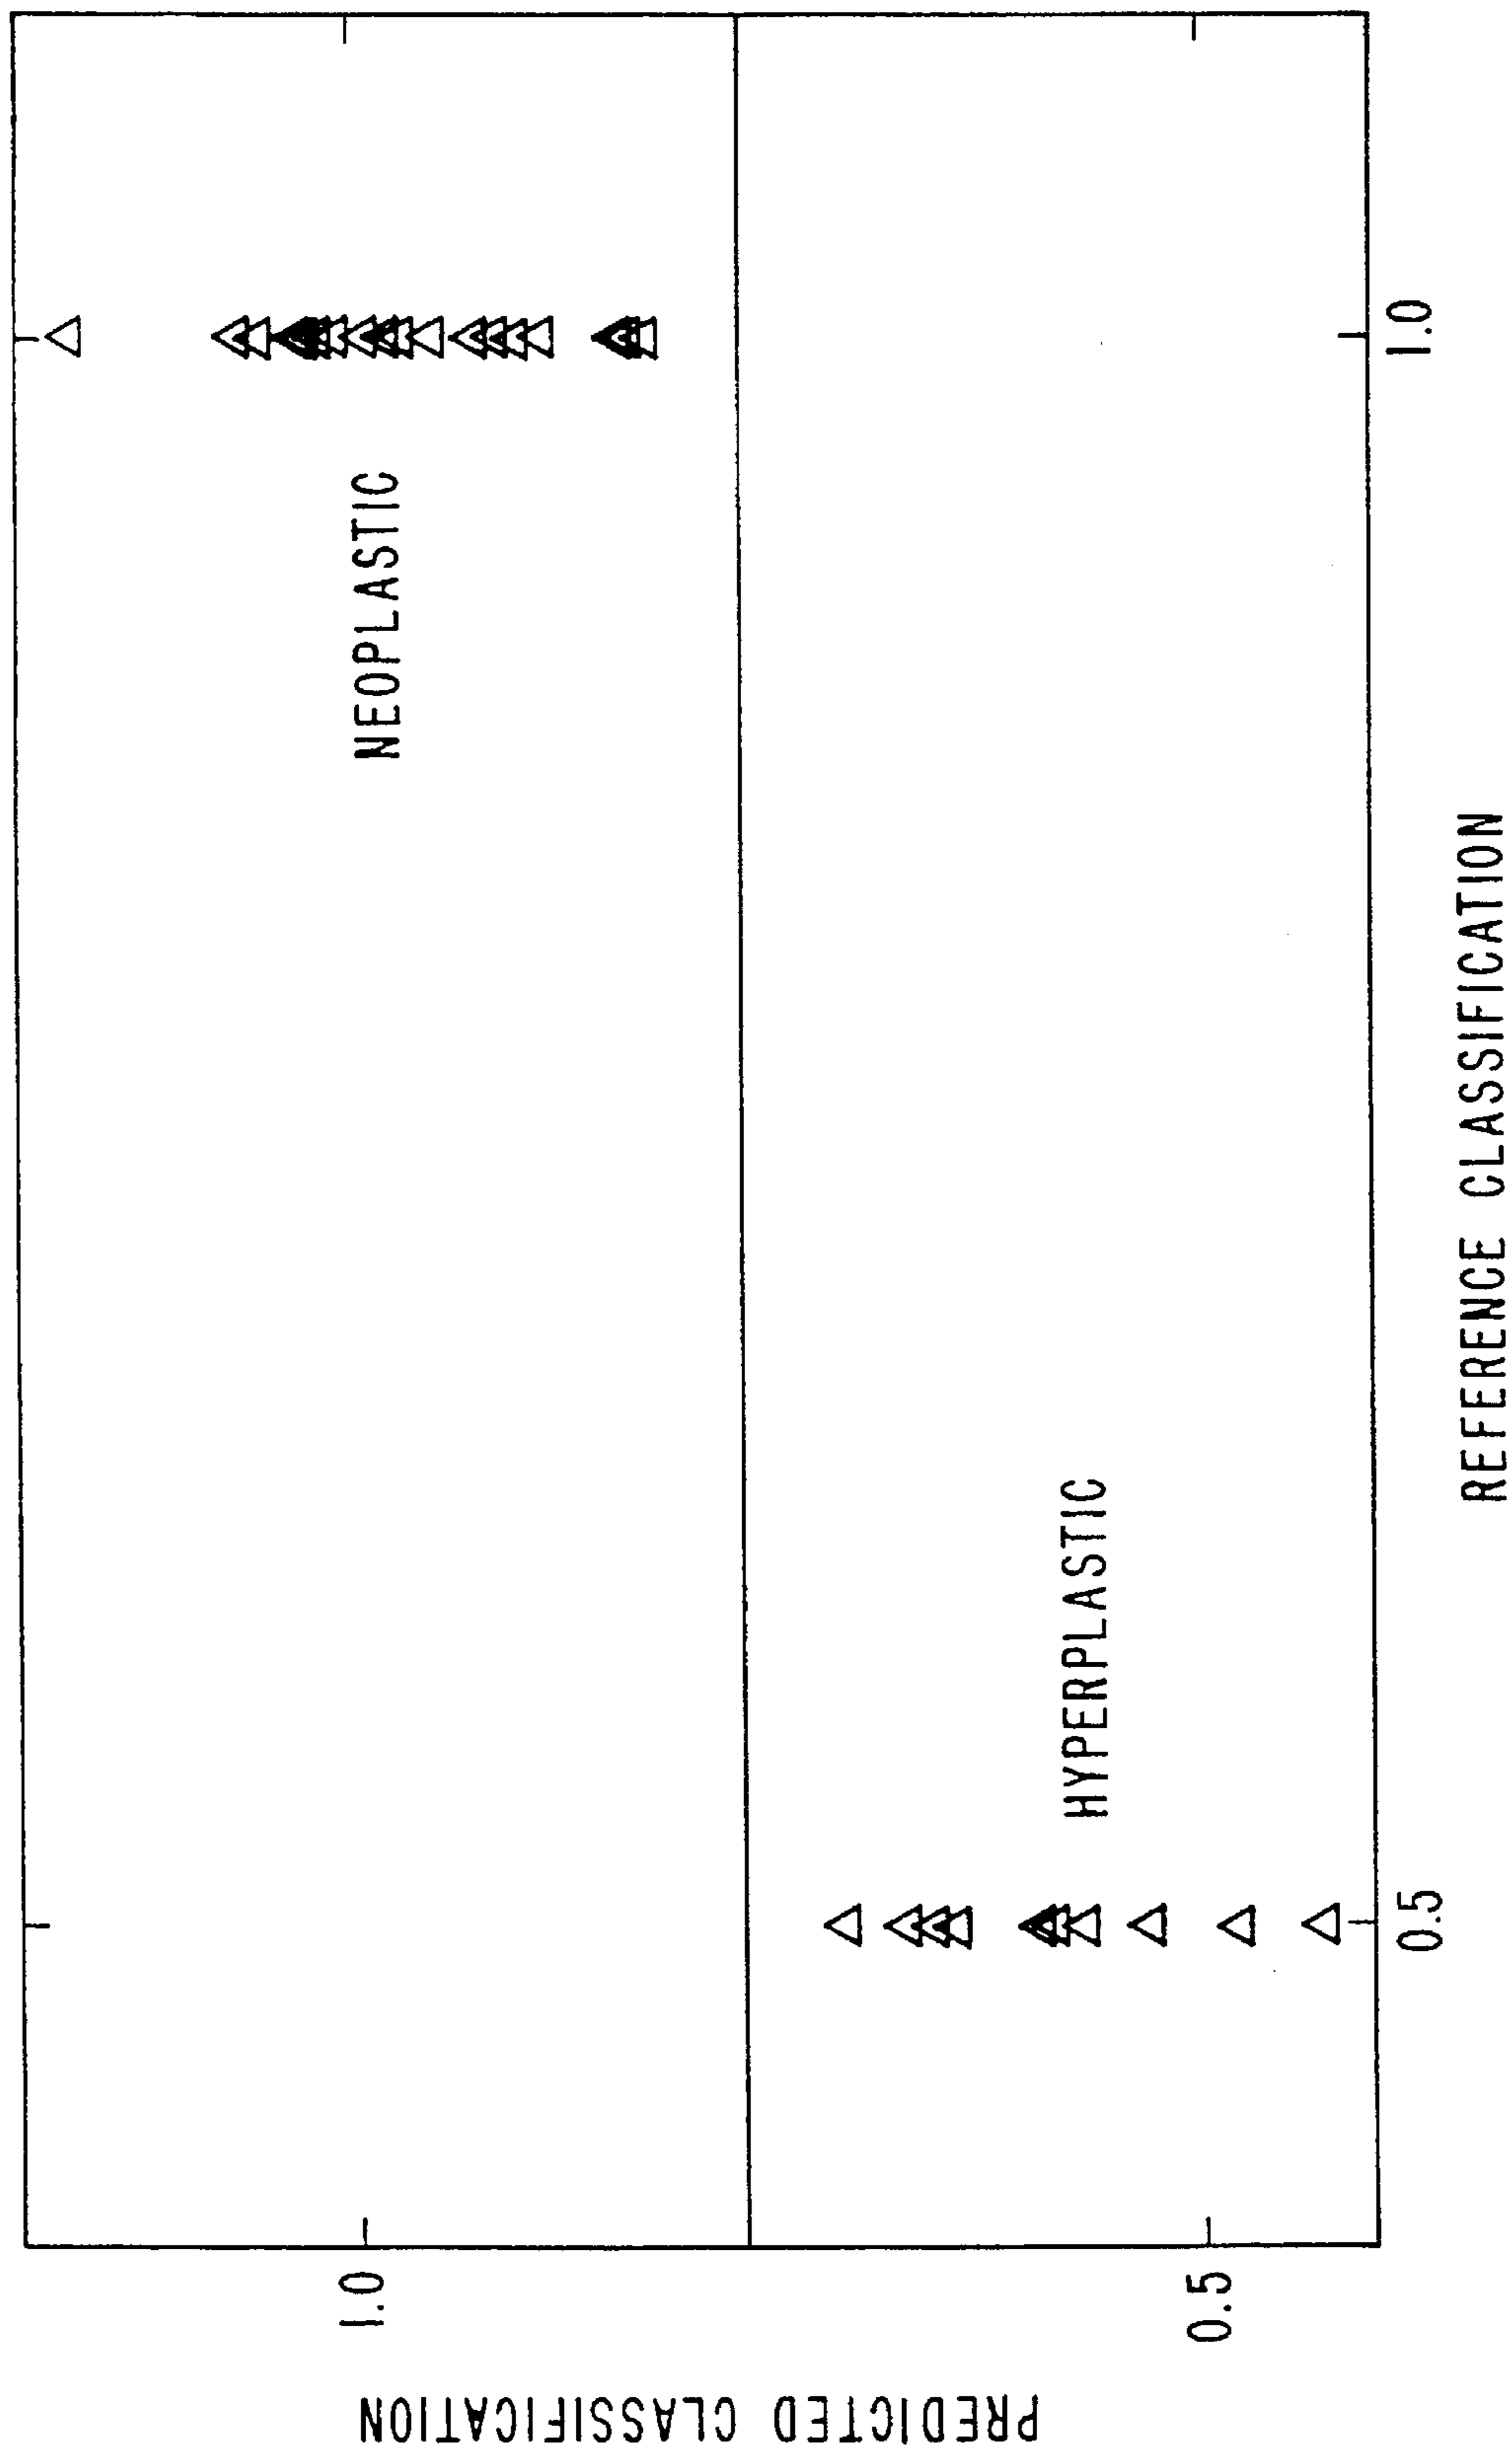 PREDICTED CLASSIFICATION
1.0
0.5
NEOPLASTIC
HYPERPLASTIC
0.5
1.0
REFERENCE CLASSIFICATION